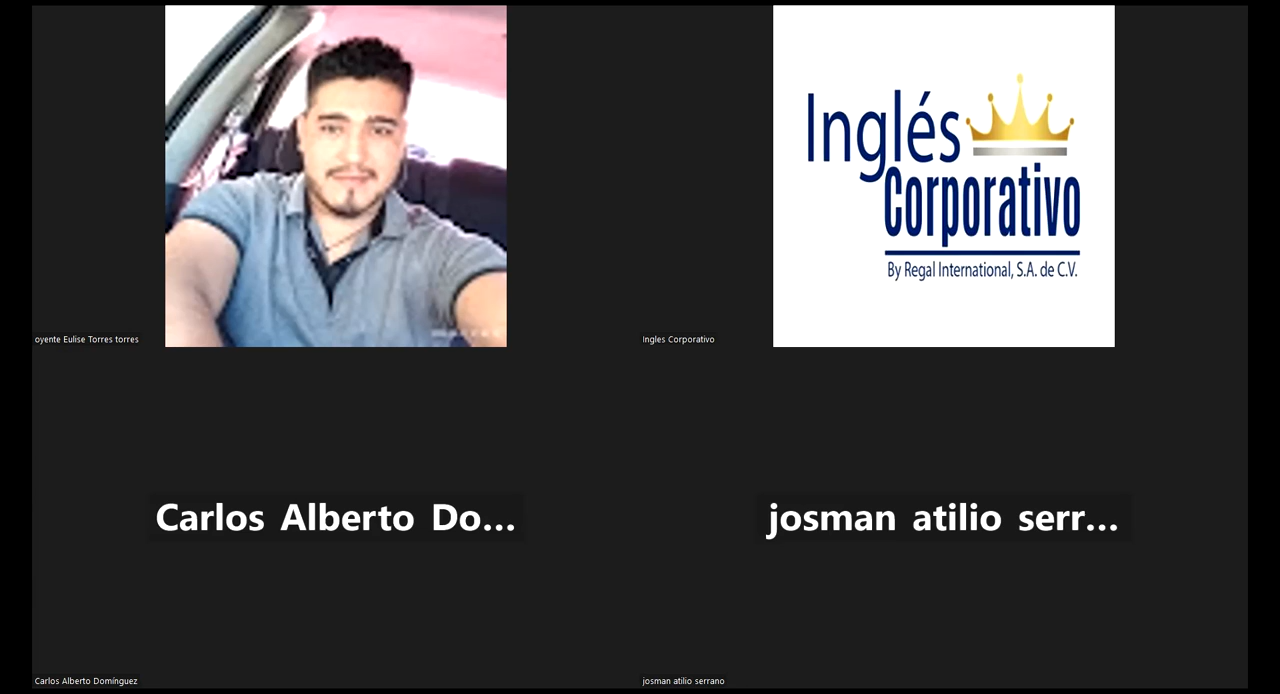 oyente Eulise Torres torres
Inglés
Corporativo
By Regal International, S.A. de C.V.
Ingles Corporativo
Carlos Alberto Do...
josman atilio serr...
Carlos Alberto Domínguez
josman atilio serrano